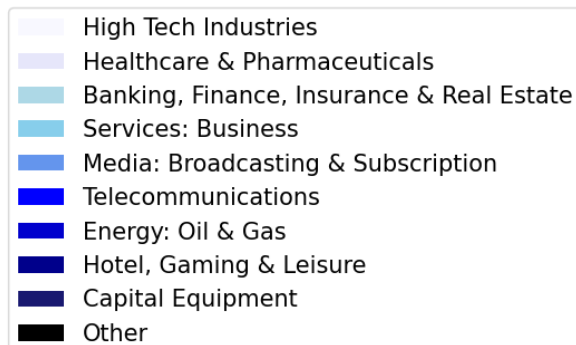 High Tech Industries
Healthcare & Pharmaceuticals
Banking, Finance, Insurance & Real Estate
Services: Business
Media: Broadcasting & Subscription
Telecommunications
Energy: Oil & Gas
Hotel, Gaming & Leisure
Capital Equipment
Other